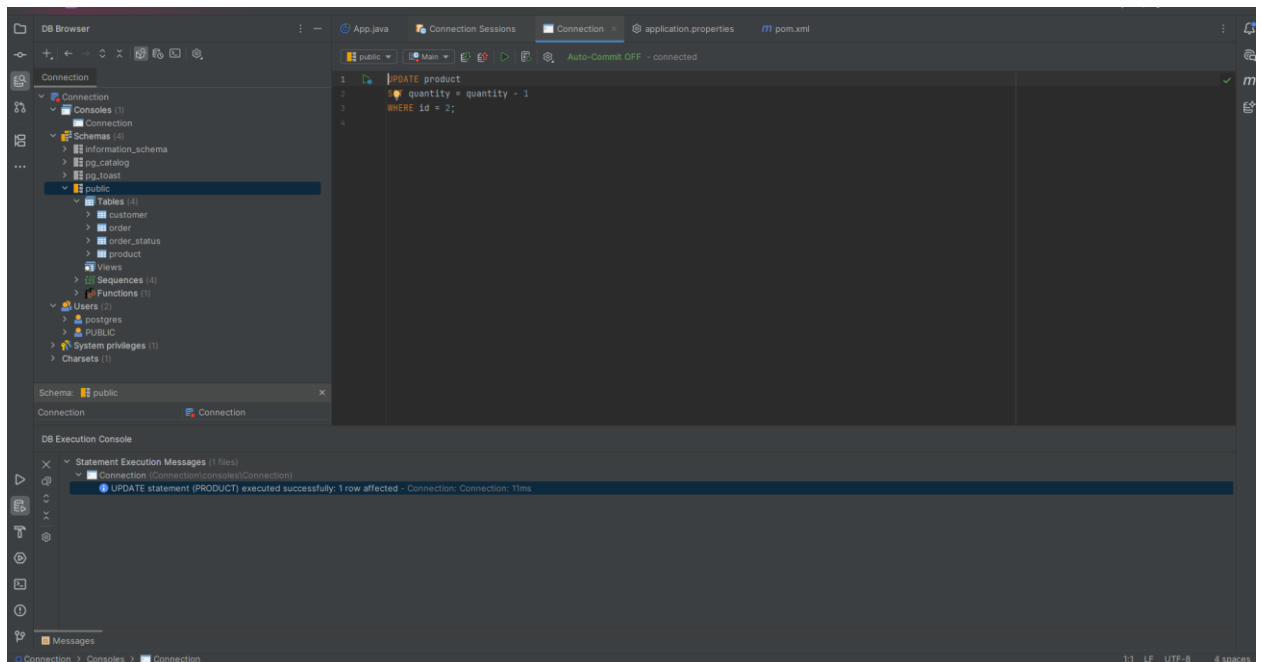 DB Browser
App.java
Connection Sessions
Connection
application.properties
m pom.xml
public
Main
Auto-Commit OFF - connected
Connection
Connection
Consoles (1)
Connection
Schemas (4)
information_schema
pg_catalog
pg_toast
public
Tables (4)
customer
order
order_status
product
Views
Sequences (4)
Functions (1)
Users (2)
postgres
PUBLIC
System privileges (1)
Charsets (1)
Schema: public
Connection Connection
1 UPDATE product
2 SET quantity = quantity - 1
3 WHERE id = 2;
4
DB Execution Console
Statement Execution Messages (1 files)
Connection (Connection\consoles\Connection)
UPDATE statement (PRODUCT) executed successfully: 1 row affected - Connection: Connection: 11ms
Messages
Connection > Consoles > Connection
1:1 LF UTF-8 4 spaces